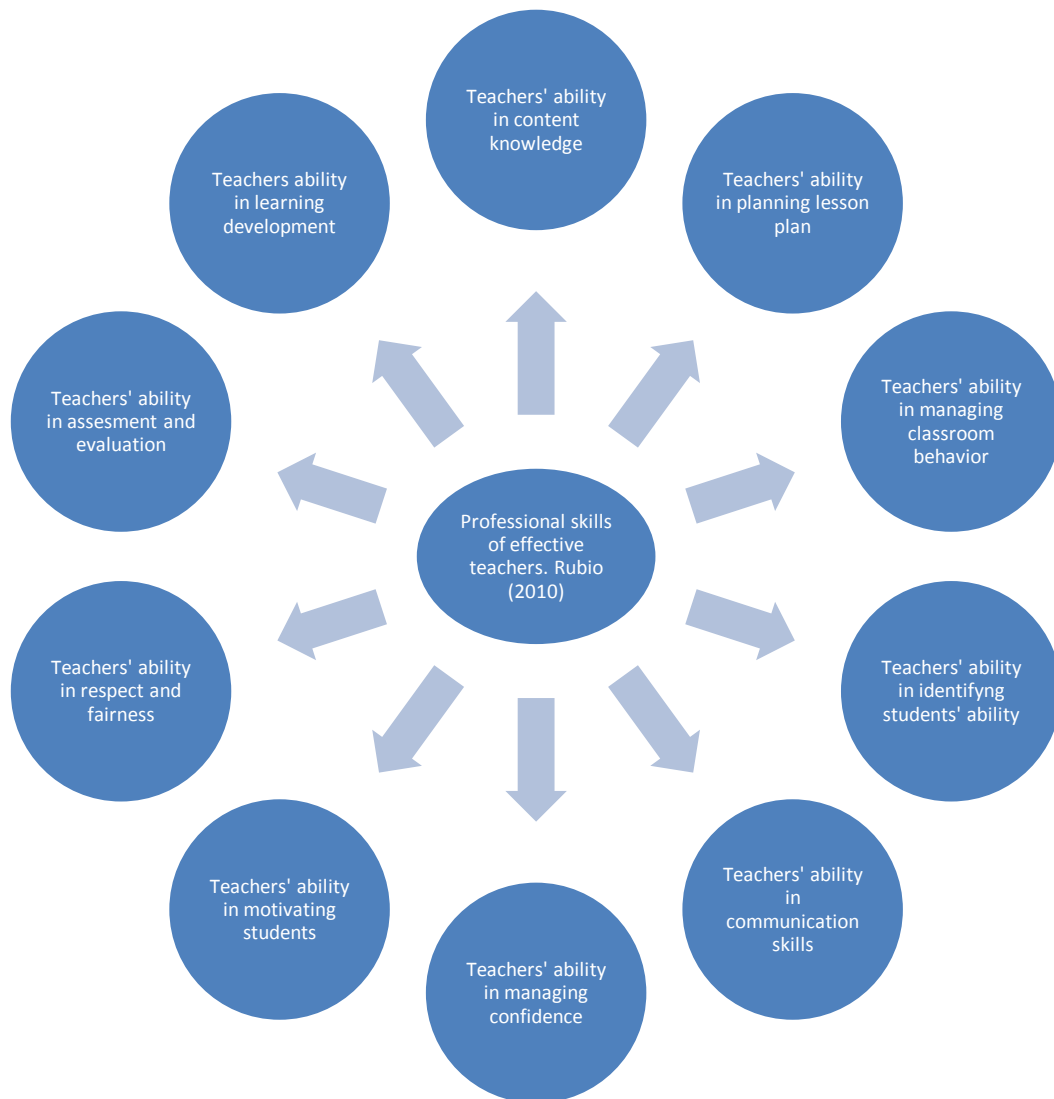 Teachers' ability
in content
knowledge
Teachers' ability
in planning lesson
plan
Teachers' ability
in managing
classroom
behavior
Teachers' ability
in identifyng
students' ability
Teachers' ability
in
communication
skills
Teachers' ability
in managing
confidence
Teachers' ability
in motivating
students
Teachers' ability
in respect and
fairness
Teachers' ability
in assesment and
evaluation
Teachers ability
in learning
development
Professional skills
of effective
teachers. Rubio
(2010)